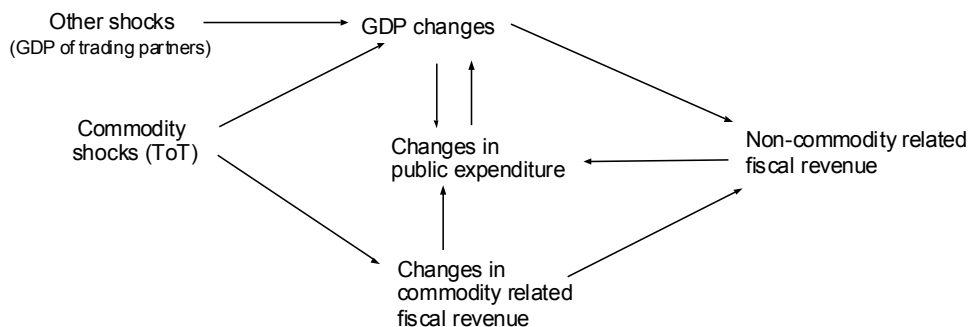 Other shocks
(GDP of trading partners)
GDP changes
Commodity
shocks (ToT)
Changes in
public expenditure
Non-commodity related
fiscal revenue
Changes in
commodity related
fiscal revenue